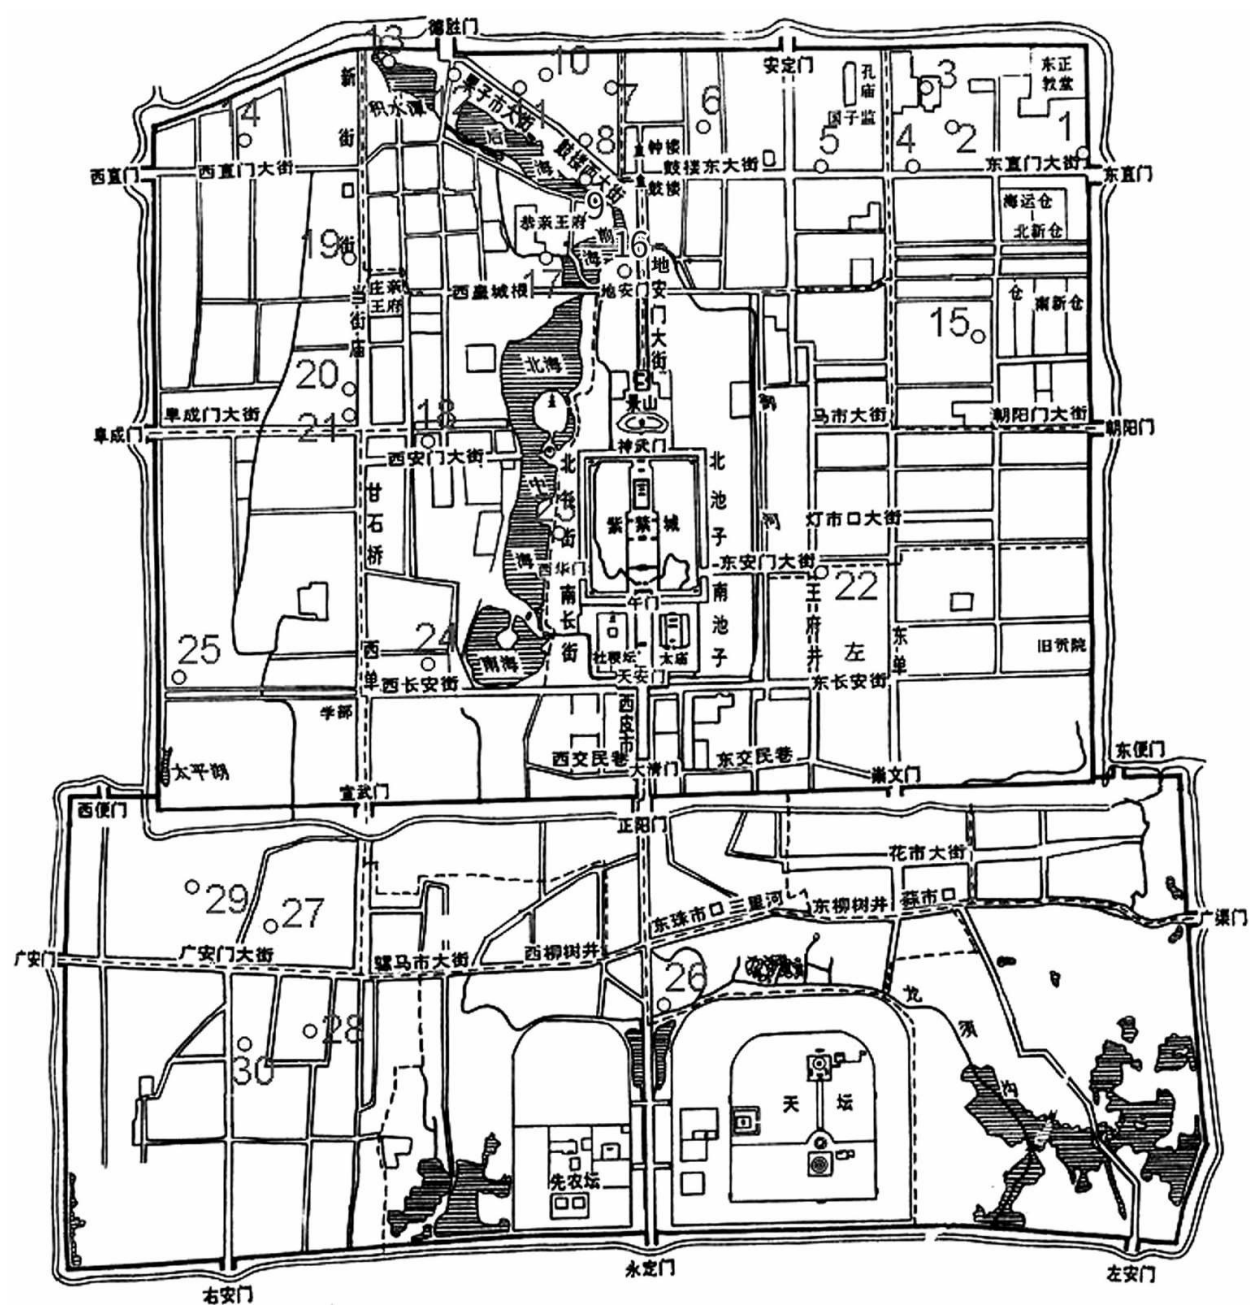 德胜门
13
10
新
街
安定门
孔
庙
3
东正
教堂
14
积水潭
12
果子市大街
11
7
6
国子监
后
海
8
钟楼
5
4
2
1
西直门
西直门大街
鼓楼西大街
鼓楼东大街
鼓楼
东直门大街
东直门
9
恭亲王府
海运仓
北新仓
19
街
前
海
16
17
地
安
门
大
街
庄亲
王府
西皇城根
地安门
仓
南新仓
当
街
庙
15
北海
20
景山
御
河
阜成门大街
21
18
马市大街
朝阳门大街
阜成门
朝阳门
神武门
西安门大街
北
长
街
北
池
子
甘
石
桥
中
海
紫禁城
灯市口大街
西华门
东安门大街
南
长
街
午门
南
池
子
王
府
井
22
东
单
左
25
西
单
24
南海
社稷坛
太庙
旧贡院
天安门
西长安街
东长安街
学部
西
皮
市
太平湖
西交民巷
大清门
东交民巷
崇文门
东便门
西便门
宣武门
正阳门
花市大街
29
27
东珠市口
三里河
东柳树井
蒜市口
广渠门
广安门
广安门大街
骡马市大街
西柳树井
26
龙
须
沟
28
30
天坛
先农坛
右安门
永定门
左安门